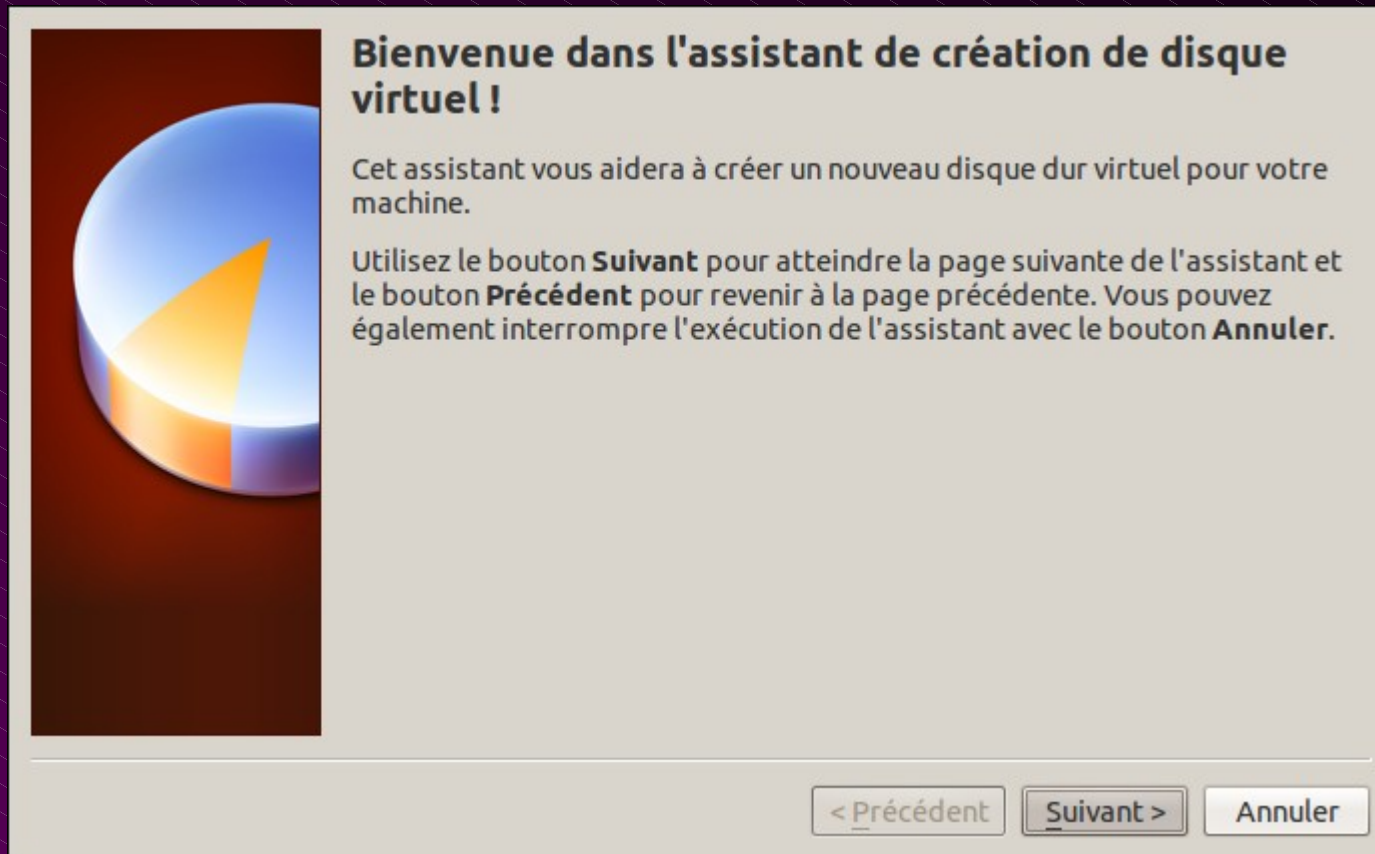 Bienvenue dans l'assistant de création de disque
virtuel !
Cet assistant vous aidera à créer un nouveau disque dur virtuel pour votre
machine.
Utilisez le bouton Suivant pour atteindre la page suivante de l'assistant et
le bouton Précédent pour revenir à la page précédente. Vous pouvez
également interrompre l'exécution de l'assistant avec le bouton Annuler.
< Précédent Suivant > Annuler